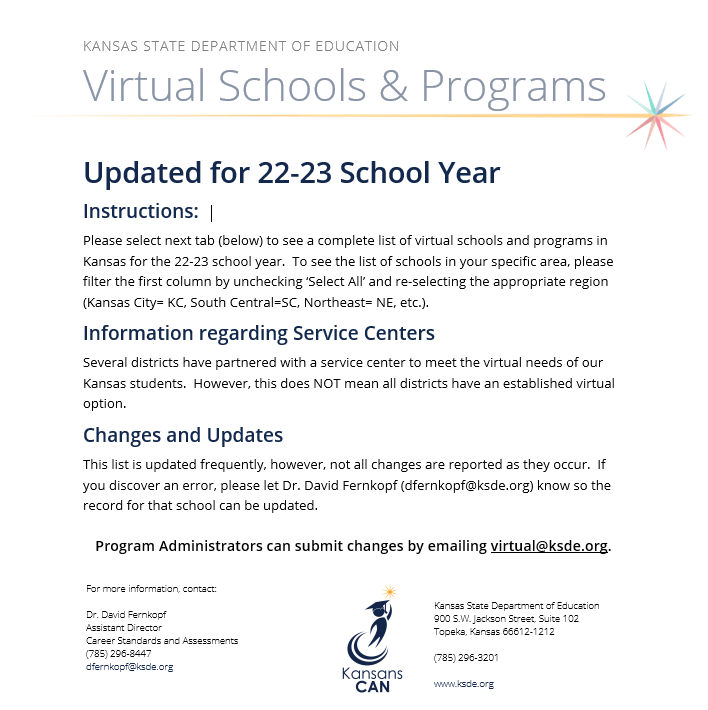 KANSAS STATE DEPARTMENT OF EDUCATION
Virtual Schools & Programs
Updated for 22-23 School Year
Instructions: |
Please select next tab (below) to see a complete list of virtual schools and programs in
Kansas for the 22-23 school year.  To see the list of schools in your specific area, please
filter the first column by unchecking ‘Select All’ and re-selecting the appropriate region
(Kansas City= KC, South Central=SC, Northeast= NE, etc.).
Information regarding Service Centers
Several districts have partnered with a service center to meet the virtual needs of our
Kansas students.  However, this does NOT mean all districts have an established virtual
option.
Changes and Updates
This list is updated frequently, however, not all changes are reported as they occur.  If
you discover an error, please let Dr. David Fernkopf (dfernkopf@ksde.org) know so the
record for that school can be updated.
Program Administrators can submit changes by emailing virtual@ksde.org.
For more information, contact:
Dr. David Fernkopf
Assistant Director
Career Standards and Assessments
(785) 296-8447
dfernkopf@ksde.org
Kansans
CAN
Kansas State Department of Education
900 S.W. Jackson Street, Suite 102
Topeka, Kansas 66612-1212
(785) 296-3201
www.ksde.org